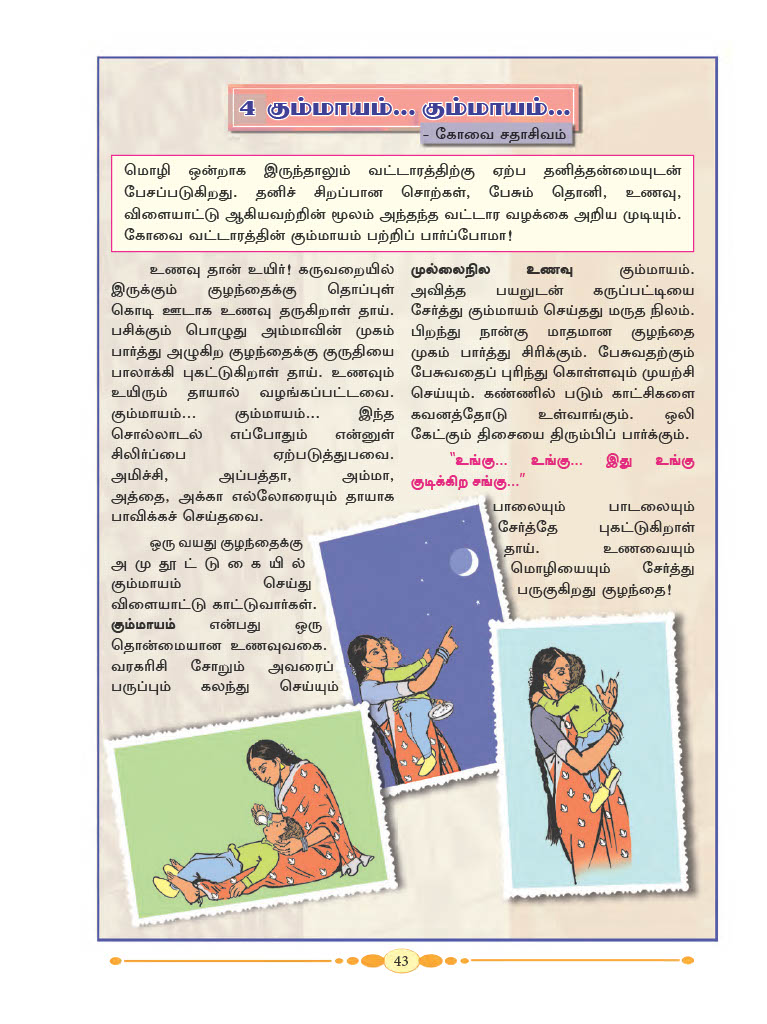 4 கும்மாயம்... கும்மாயம்...
- கோவை சதாசிவம்
மொழி ஒன்றாக இருந்தாலும் வட்டாரத்திற்கு ஏற்ப தனித்தன்மையுடன்
பேசப்படுகிறது. தனிச் சிறப்பான சொற்கள், பேசும் தொனி, உணவு,
விளையாட்டு ஆகியவற்றின் மூலம் அந்தந்த வட்டார வழக்கை அறிய முடியும்.
கோவை வட்டாரத்தின் கும்மாயம் பற்றிப் பார்ப்போமா!
உணவு தான் உயிர்! கருவறையில்
இருக்கும் குழந்தைக்கு தொப்புள்
கொடி ஊடாக உணவு தருகிறாள் தாய்.
பசிக்கும் பொழுது அம்மாவின் முகம்
பார்த்து அழுகிற குழந்தைக்கு குருதியை
பாலாக்கி புகட்டுகிறாள் தாய். உணவும்
உயிரும் தாயால் வழங்கப்பட்டவை.
கும்மாயம்... கும்மாயம்... இந்த
சொல்லாடல் எப்போதும் என்னுள்
சிலிர்ப்பை ஏற்படுத்துபவை.
அமிச்சி, அப்பத்தா, அம்மா,
அத்தை, அக்கா எல்லோரையும் தாயாக
பாவிக்கச் செய்தவை.
ஒரு வயது குழந்தைக்கு
அமுதூட்டுகையில்
கும்மாயம் செய்து
விளையாட்டு காட்டுவார்கள்.
கும்மாயம் என்பது ஒரு
தொன்மையான உணவுவகை.
வரகரிசி சோறும் அவரைப்
பருப்பும் கலந்து செய்யும்
முல்லைநில உணவு கும்மாயம்.
அவித்த பயறுடன் கருப்பட்டியை
சேர்த்து கும்மாயம் செய்தது மருத நிலம்.
பிறந்து நான்கு மாதமான குழந்தை
முகம் பார்த்து சிரிக்கும். பேசுவதற்கும்
பேசுவதைப் புரிந்து கொள்ளவும் முயற்சி
செய்யும். கண்ணில் படும் காட்சிகளை
கவனத்தோடு உள்வாங்கும். ஒலி
கேட்கும் திசையை திரும்பிப் பார்க்கும்.
“உங்கு... உங்கு... இது உங்கு
குடிக்கிற சங்கு...”
பாலையும் பாடலையும்
சேர்த்தே புகட்டுகிறாள்
தாய். உணவையும்
மொழியையும் சேர்த்து
பருகுகிறது குழந்தை!
43